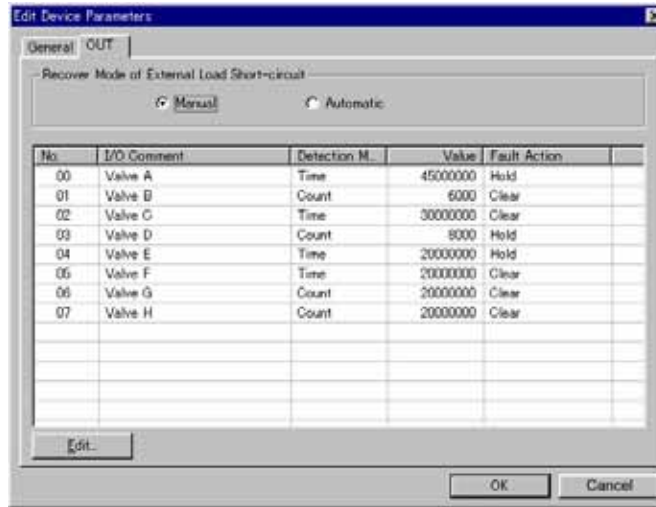 Edit Device Parameters
General OUT
Recover Mode of External Load Short-circuit
Manual Automatic
No. I/O Comment Detection M... Value Fault Action
00 Valve A Time 45000000 Hold
01 Valve B Count 6000 Clear
02 Valve C Time 30000000 Clear
03 Valve D Count 8000 Hold
04 Valve E Time 20000000 Hold
05 Valve F Time 20000000 Clear
06 Valve G Count 20000000 Clear
07 Valve H Count 20000000 Clear
Edit...
OK Cancel